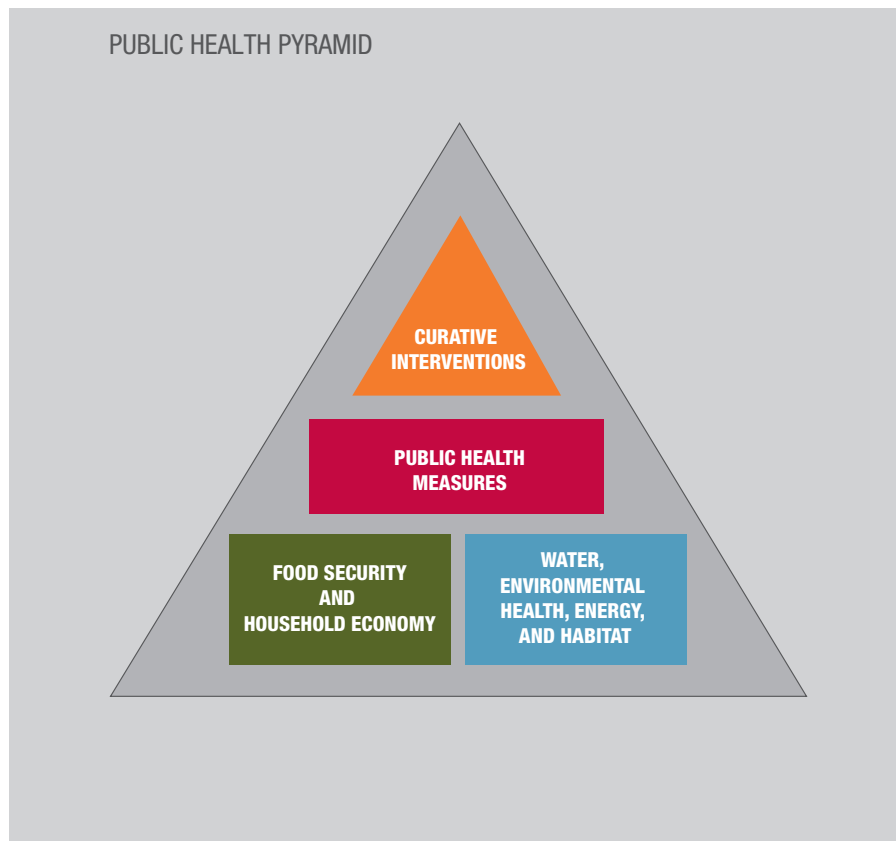 PUBLIC HEALTH PYRAMID
CURATIVE
INTERVENTIONS
PUBLIC HEALTH
MEASURES
FOOD SECURITY
AND
HOUSEHOLD ECONOMY
WATER,
ENVIRONMENTAL
HEALTH, ENERGY,
AND HABITAT